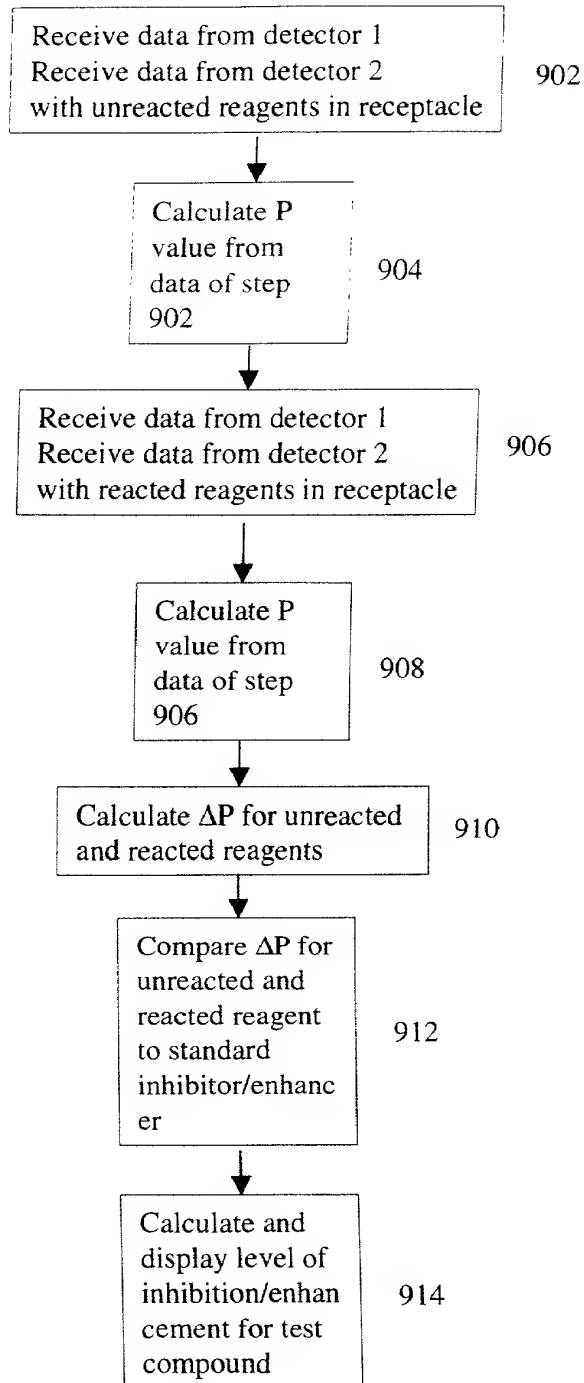 Receive data from detector 1
Receive data from detector 2
with unreacted reagents in receptacle
902
Calculate P
value from
data of step
902
904
Receive data from detector 1
Receive data from detector 2
with reacted reagents in receptacle
906
Calculate P
value from
data of step
906
908
Calculate ΔP for unreacted
and reacted reagents
910
Compare ΔP for
unreacted and
reacted reagent
to standard
inhibitor/enhanc
er
912
Calculate and
display level of
inhibition/enhan
cement for test
compound
914